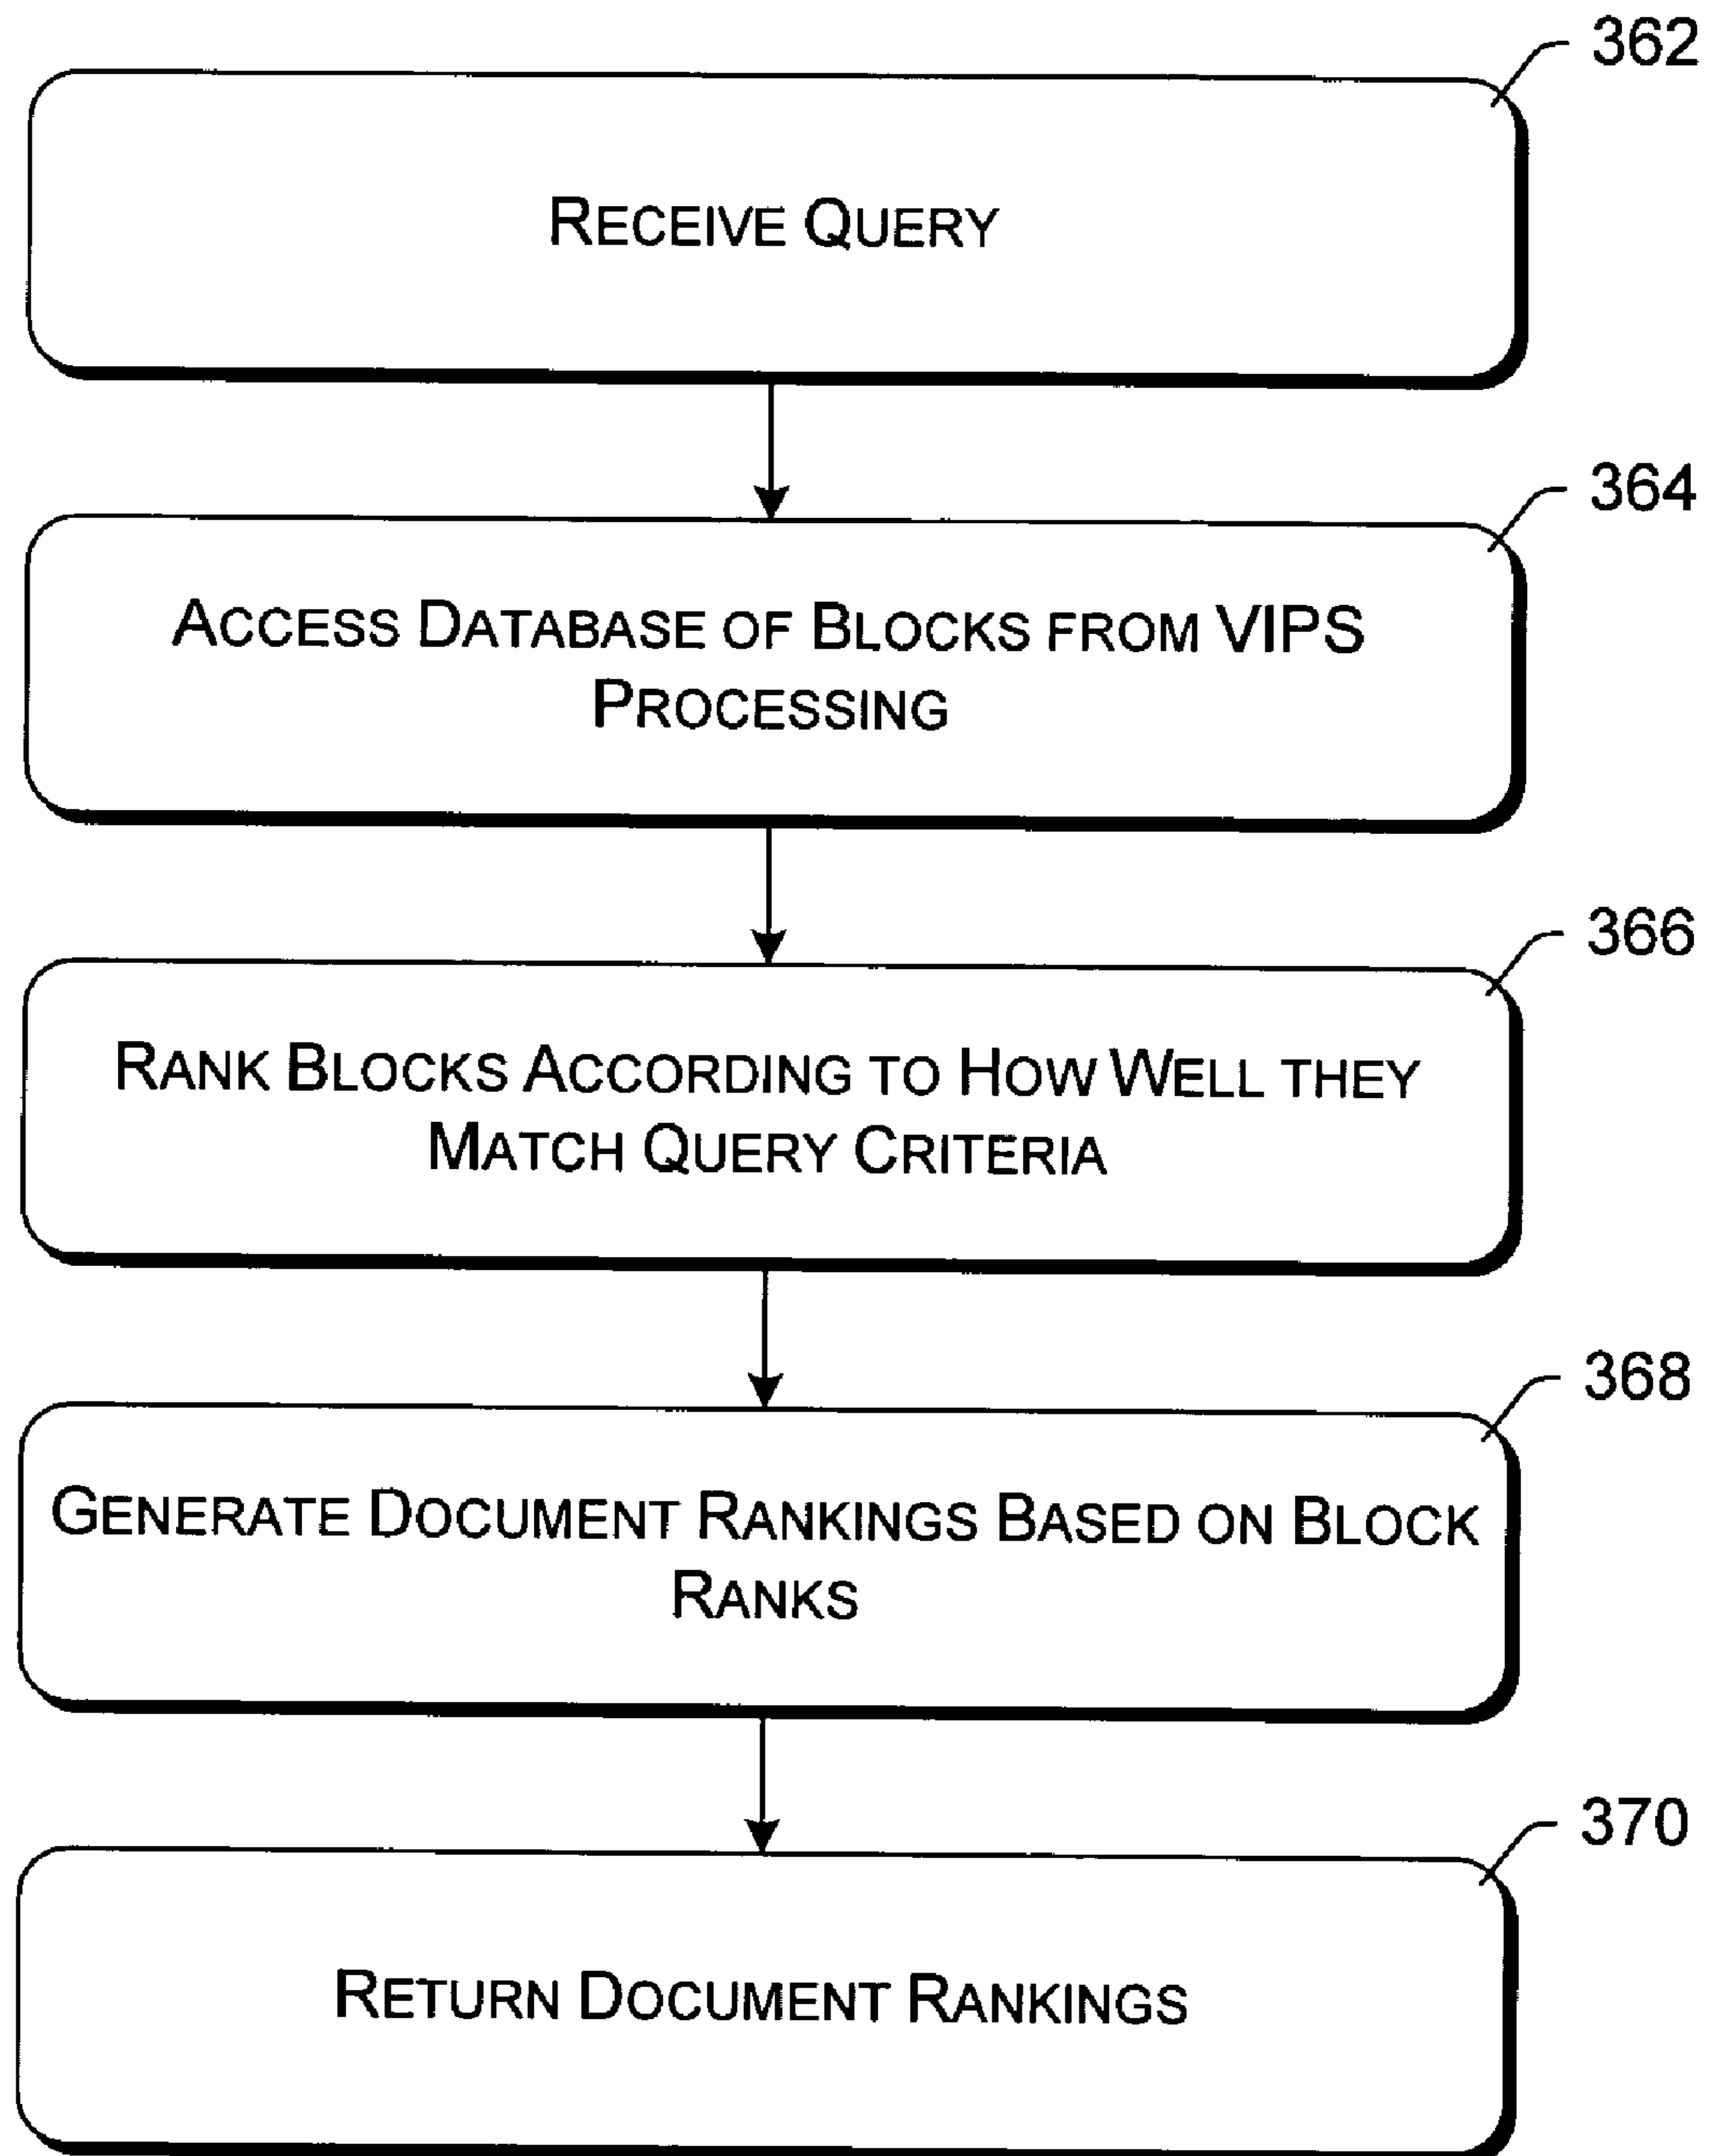 362
RECEIVE QUERY
364
ACCESS DATABASE OF BLOCKS FROM VIPS
PROCESSING
366
RANK BLOCKS ACCORDING TO HOW WELL THEY
MATCH QUERY CRITERIA
368
GENERATE DOCUMENT RANKINGS BASED ON BLOCK
RANKS
370
RETURN DOCUMENT RANKINGS